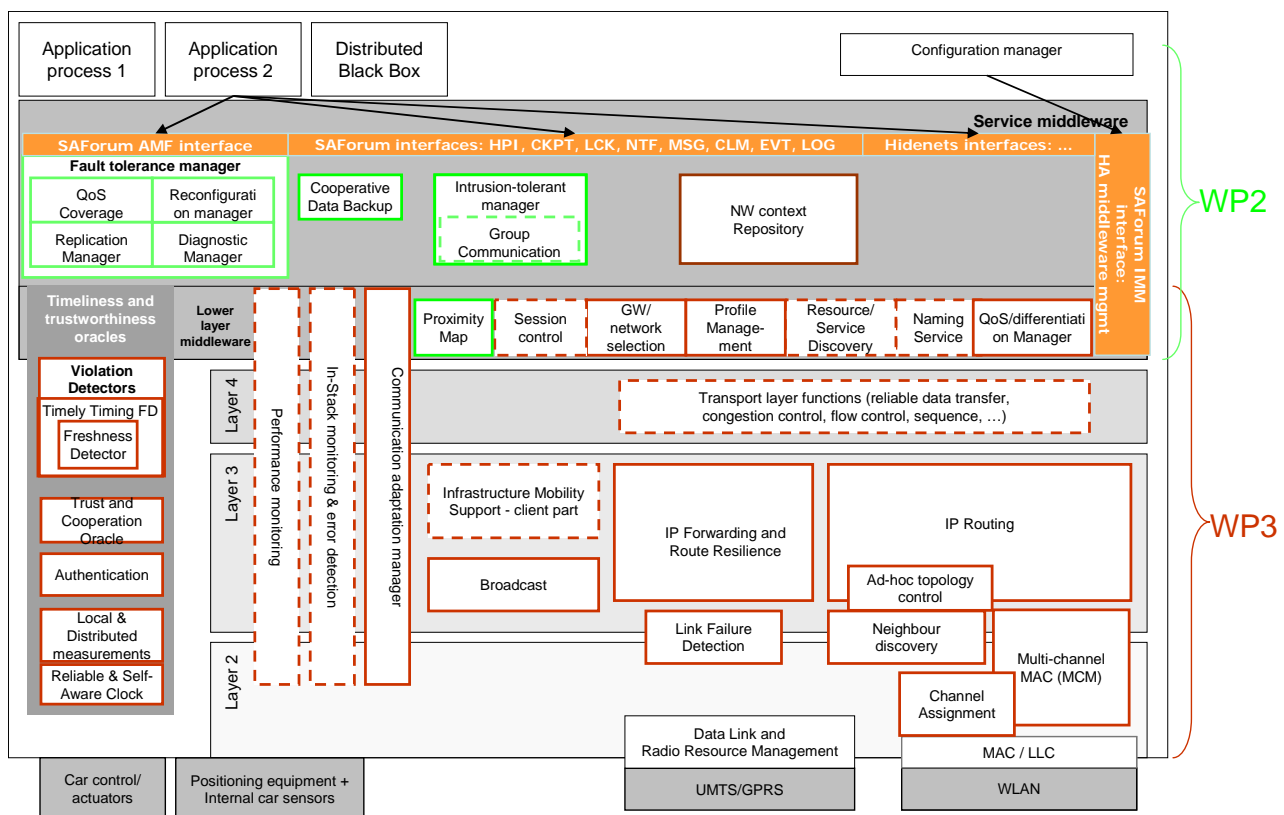 Application
process 1
Application
process 2
Distributed
Black Box
Configuration manager
Service middleware
SAForum AMF interface
SAForum interfaces: HPI, CKPT, LCK, NTF, MSG, CLM, EVT, LOG
Hidenets interfaces: ...
SAForum IMM
interface:
HA middleware mgmt
WP2
Fault tolerance manager
QoS
Coverage
Reconfigurati
on manager
Replication
Manager
Diagnostic
Manager
Cooperative
Data Backup
Intrusion-tolerant
manager
Group
Communication
NW context
Repository
Timeliness and
trustworthiness
oracles
Lower
layer
middleware
Performance monitoring
In-Stack monitoring & error detection
Communication adaptation manager
Proximity
Map
Session
control
GW/
network
selection
Profile
Manage-
ment
Resource/
Service
Discovery
Naming
Service
QoS/differentiati
on Manager
Violation
Detectors
Timely Timing FD
Freshness
Detector
Trust and
Cooperation
Oracle
Authentication
Local &
Distributed
measurements
Reliable & Self-
Aware Clock
Layer 4
Transport layer functions (reliable data transfer,
congestion control, flow control, sequence, …)
Layer 3
Infrastructure Mobility
Support - client part
Broadcast
IP Forwarding and
Route Resilience
IP Routing
Ad-hoc topology
control
WP3
Link Failure
Detection
Neighbour
discovery
Multi-channel
MAC (MCM)
Layer 2
Channel
Assignment
Data Link and
Radio Resource Management
MAC / LLC
Car control/
actuators
Positioning equipment +
Internal car sensors
UMTS/GPRS
WLAN